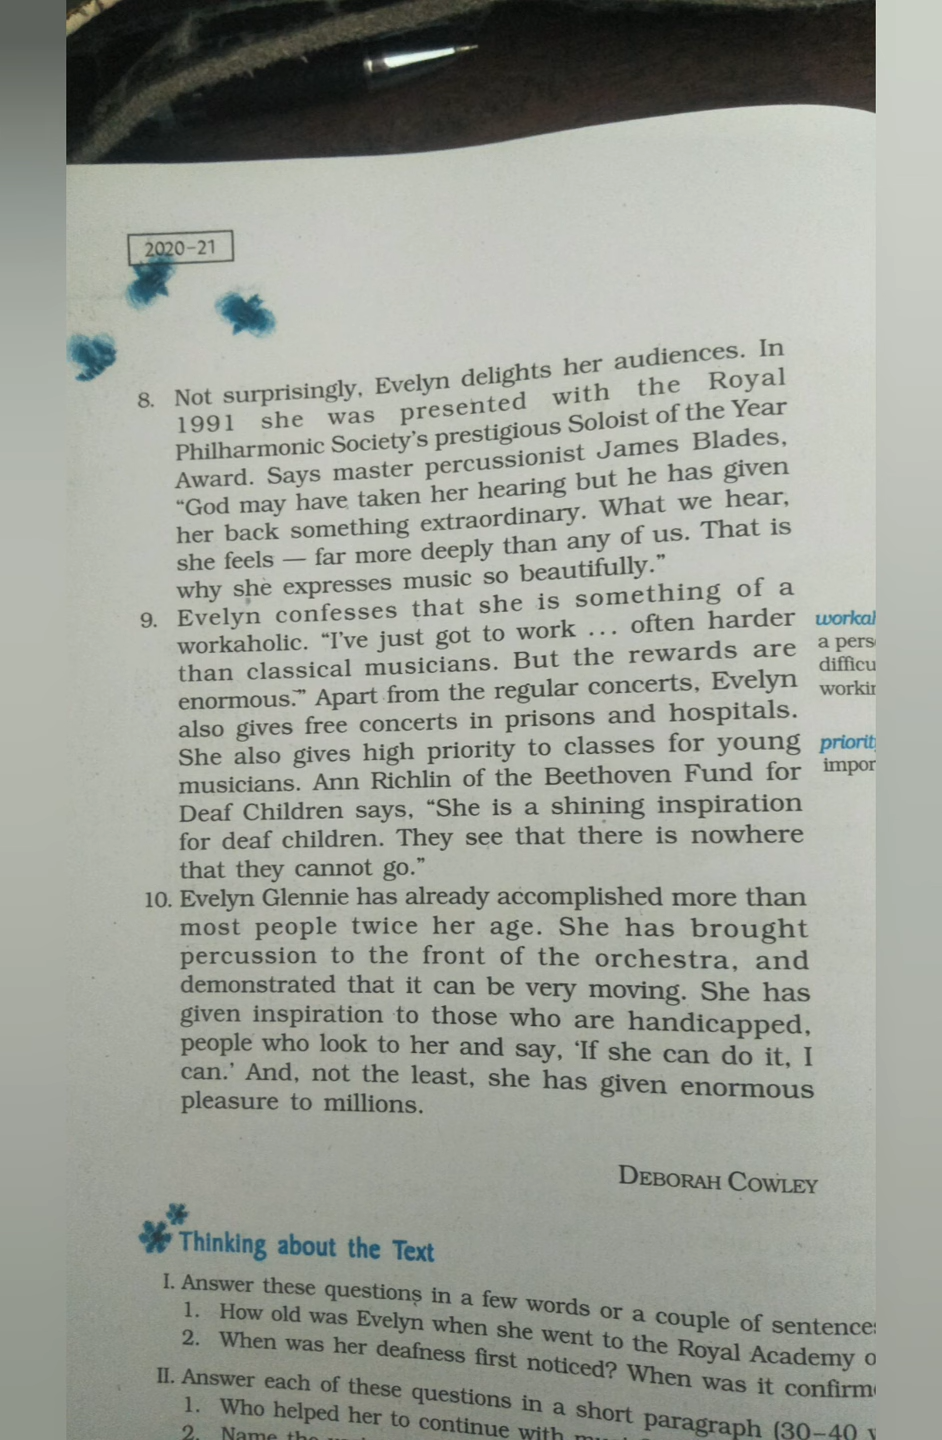 2020–21
8. Not surprisingly, Evelyn delights her audiences. In
1991 she was presented with the Royal
Philharmonic Society's prestigious Soloist of the Year
Award. Says master percussionist James Blades,
“God may have taken her hearing but he has given
her back something extraordinary. What we hear,
she feels — far more deeply than any of us. That is
why she expresses music so beautifully.”
9. Evelyn confesses that she is something of a
workaholic. “I've just got to work ... often harder
than classical musicians. But the rewards are
enormous.” Apart from the regular concerts, Evelyn
also gives free concerts in prisons and hospitals.
She also gives high priority to classes for young
musicians. Ann Richlin of the Beethoven Fund for
Deaf Children says, “She is a shining inspiration
for deaf children. They see that there is nowhere
that they cannot go.”
workal
a pers
difficu
workin
priorit
impor
10. Evelyn Glennie has already accomplished more than
most people twice her age. She has brought
percussion to the front of the orchestra, and
demonstrated that it can be very moving. She has
given inspiration to those who are handicapped,
people who look to her and say, ‘If she can do it, I
can.’ And, not the least, she has given enormous
pleasure to millions.
DEBORAH COWLEY
Thinking about the Text
I. Answer these questions in a few words or a couple of sentence
1. How old was Evelyn when she went to the Royal Academy o
2. When was her deafness first noticed? When was it confirm
II. Answer each of these questions in a short paragraph (30–40
1. Who helped her to continue with
2. Name the